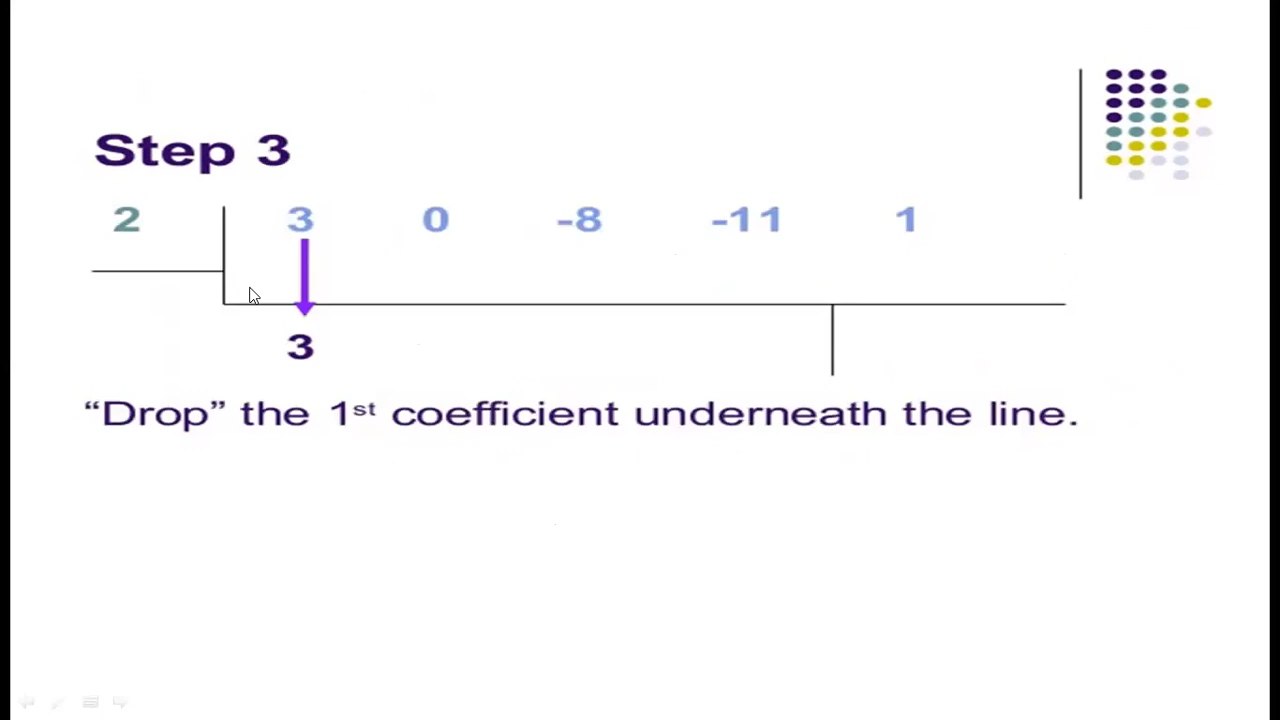 Step 3
2 3 0 -8 -11 1
3
“Drop” the 1st coefficient underneath the line.